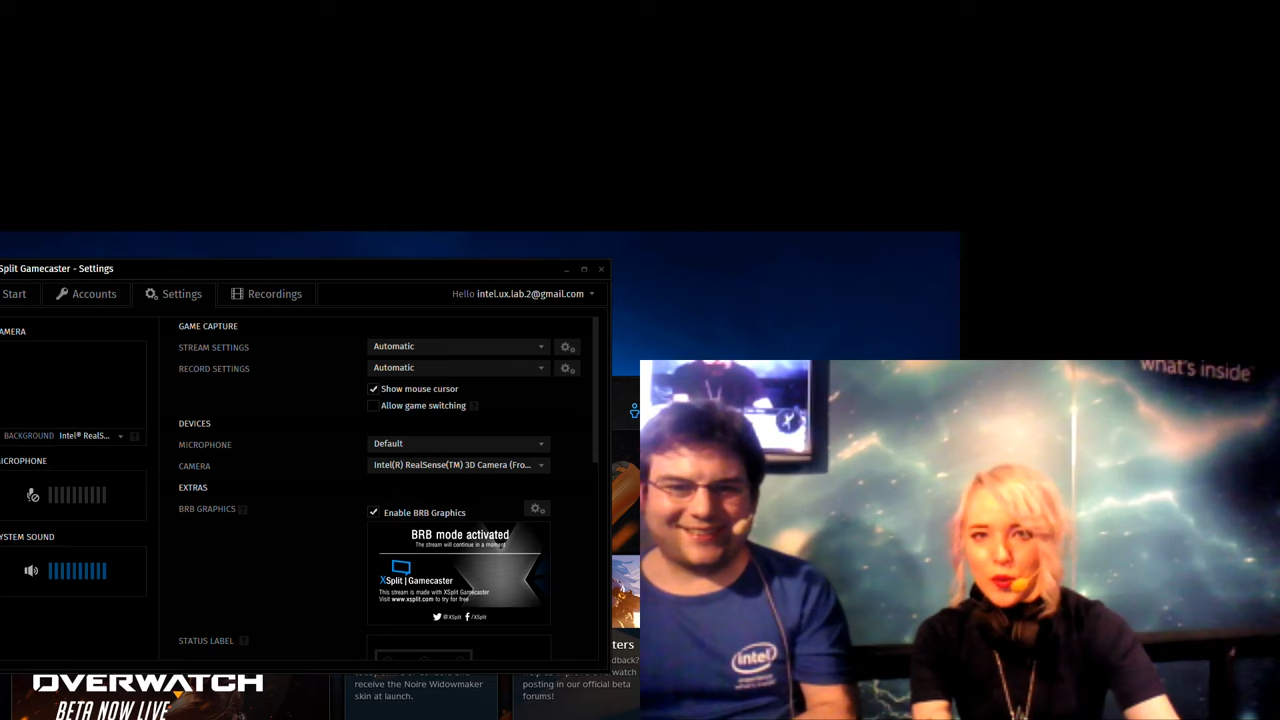 Split Gamecaster - Settings
Start
Accounts
Settings
Recordings
Hello intel.ux.lab.2@gmail.com
AMERA
BACKGROUND Intel® RealS...
ICROPHONE
YSTEM SOUND
GAME CAPTURE
STREAM SETTINGS Automatic
RECORD SETTINGS Automatic
Show mouse cursor
Allow game switching ?
DEVICES
MICROPHONE Default
CAMERA Intel(R) RealSense(TM) 3D Camera (Fro...
EXTRAS
BRB GRAPHICS ? Enable BRB Graphics
BRB mode activated
The stream will continue in a moment
XSplit | Gamecaster
This stream is made with XSplit Gamecaster
Visit www.xsplit.com to try for free
@XSplit /XSplit
STATUS LABEL ?
OVERWATCH
BETA NOW LIVE
receive the Noire Widowmaker
skin at launch.
ters
dback?
watch
posting in our official beta
forums!
what's inside™
intel
experience
what's inside™